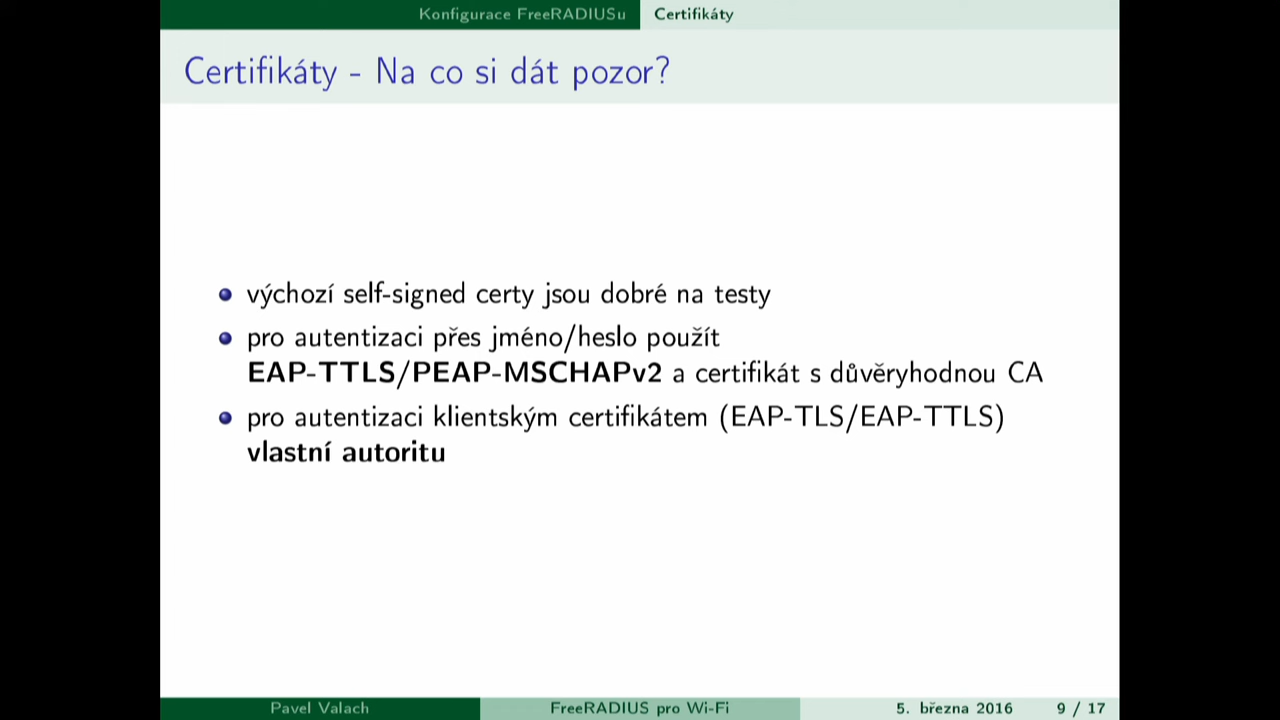 Konfigurace FreeRADIUSu Certifikáty
Certifikáty - Na co si dát pozor?
výchozí self-signed certy jsou dobré na testy
pro autentizaci přes jméno/heslo použít
EAP-TTLS/PEAP-MSCHAPv2 a certifikát s důvěryhodnou CA
pro autentizaci klientským certifikátem (EAP-TLS/EAP-TTLS)
vlastní autoritu
Pavel Valach FreeRADIUS pro Wi-Fi 5. března 2016 9 / 17